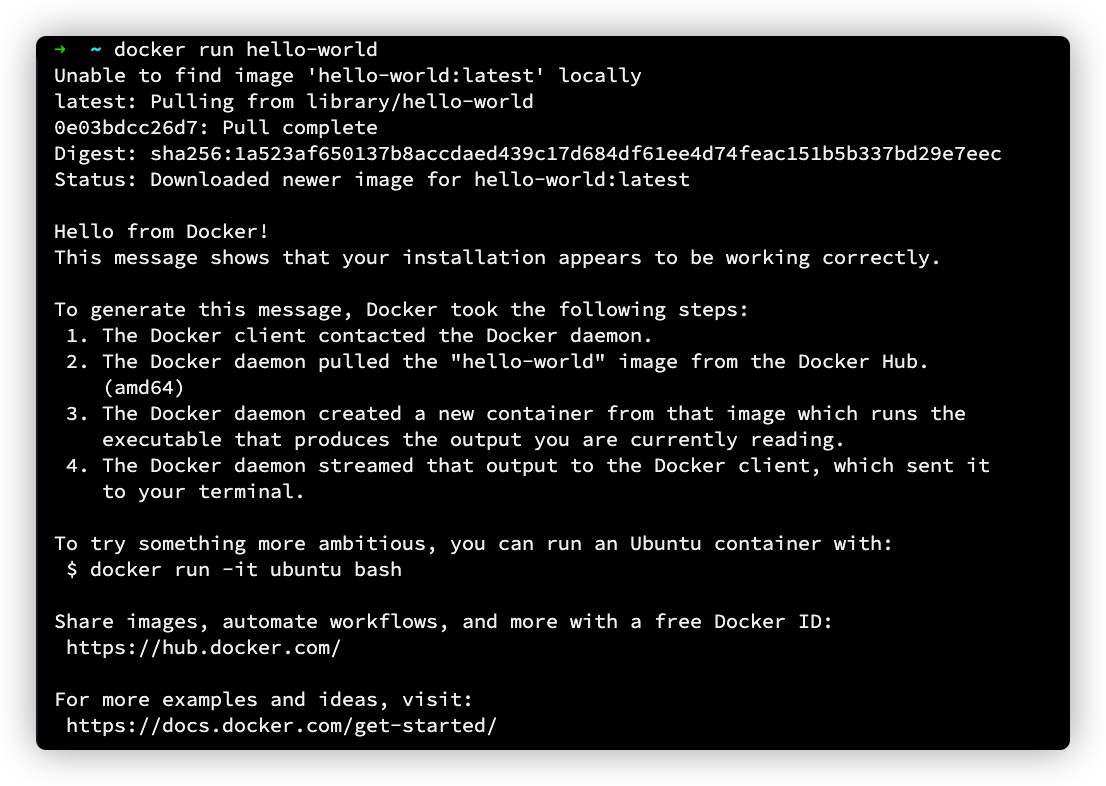 ➜  ~ docker run hello-world
Unable to find image 'hello-world:latest' locally
latest: Pulling from library/hello-world
0e03bdcc26d7: Pull complete
Digest: sha256:1a523af650137b8accdaed439c17d684df61ee4d74feac151b5b337bd29e7eec
Status: Downloaded newer image for hello-world:latest

Hello from Docker!
This message shows that your installation appears to be working correctly.

To generate this message, Docker took the following steps:
 1. The Docker client contacted the Docker daemon.
 2. The Docker daemon pulled the "hello-world" image from the Docker Hub.
    (amd64)
 3. The Docker daemon created a new container from that image which runs the
    executable that produces the output you are currently reading.
 4. The Docker daemon streamed that output to the Docker client, which sent it
    to your terminal.

To try something more ambitious, you can run an Ubuntu container with:
 $ docker run -it ubuntu bash

Share images, automate workflows, and more with a free Docker ID:
 https://hub.docker.com/

For more examples and ideas, visit:
 https://docs.docker.com/get-started/